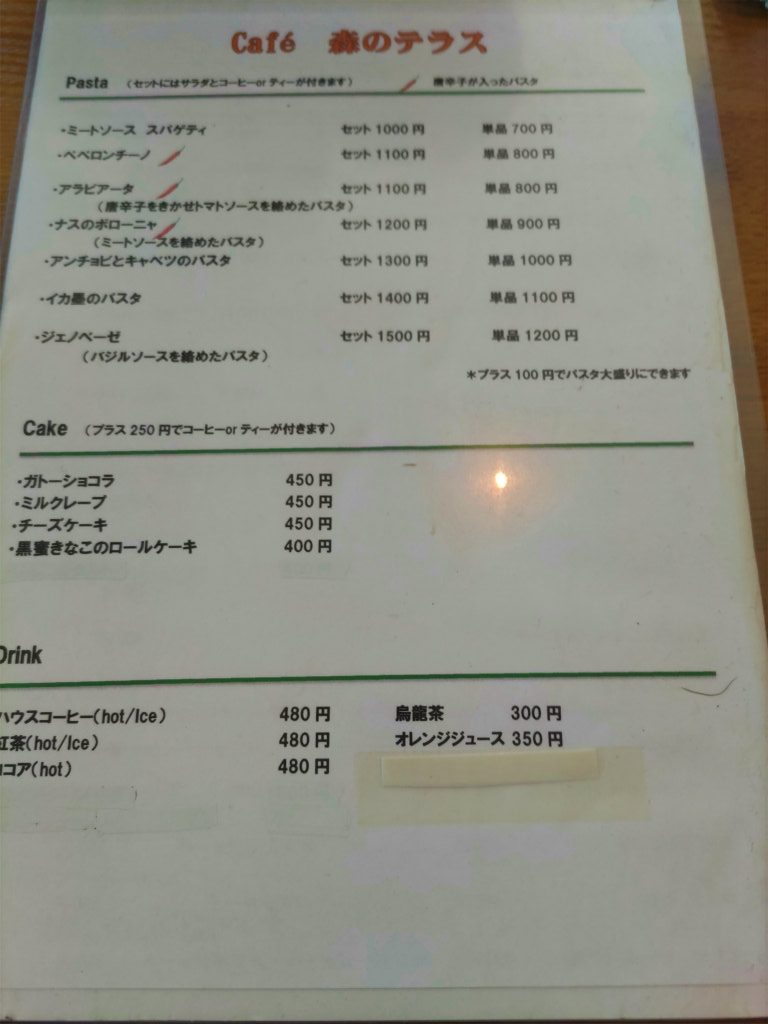 Café 森のテラス
Pasta (セットにはサラダとコーヒーor ティーが付きます) 唐辛子が入ったパスタ
・ミートソース スパゲティ セット 1000 円 単品 700 円
・ペペロンチーノ セット 1100 円 単品 800 円
・アラビアータ セット 1100 円 単品 800 円
(唐辛子をきかせトマトソースを絡めたパスタ)
・ナスのボローニャ セット 1200 円 単品 900 円
(ミートソースを絡めたパスタ)
・アンチョビとキャベツのパスタ セット 1300 円 単品 1000 円
・イカ墨のパスタ セット 1400 円 単品 1100 円
・ジェノベーゼ セット 1500 円 単品 1200 円
(バジルソースを絡めたパスタ)
＊プラス 100 円でパスタ大盛りにできます
Cake (プラス 250 円でコーヒーor ティーが付きます)
・ガトーショコラ 450 円
・ミルクレープ 450 円
・チーズケーキ 450 円
・黒蜜きなこのロールケーキ 400 円
Drink
ハウスコーヒー(hot/Ice) 480 円 烏龍茶 300 円
紅茶(hot/Ice) 480 円 オレンジジュース 350 円
ココア(hot) 480 円